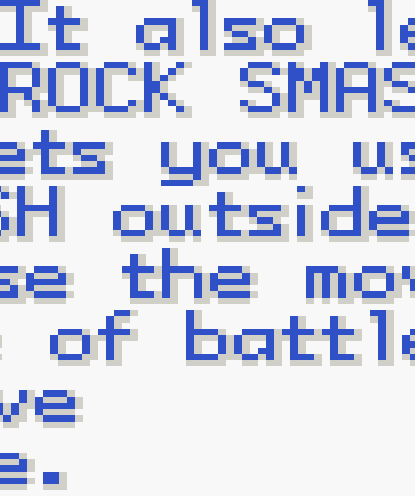 It also le
ROCK SMAS
ets you us
SH outside
se the mov
of battle
ve
e.